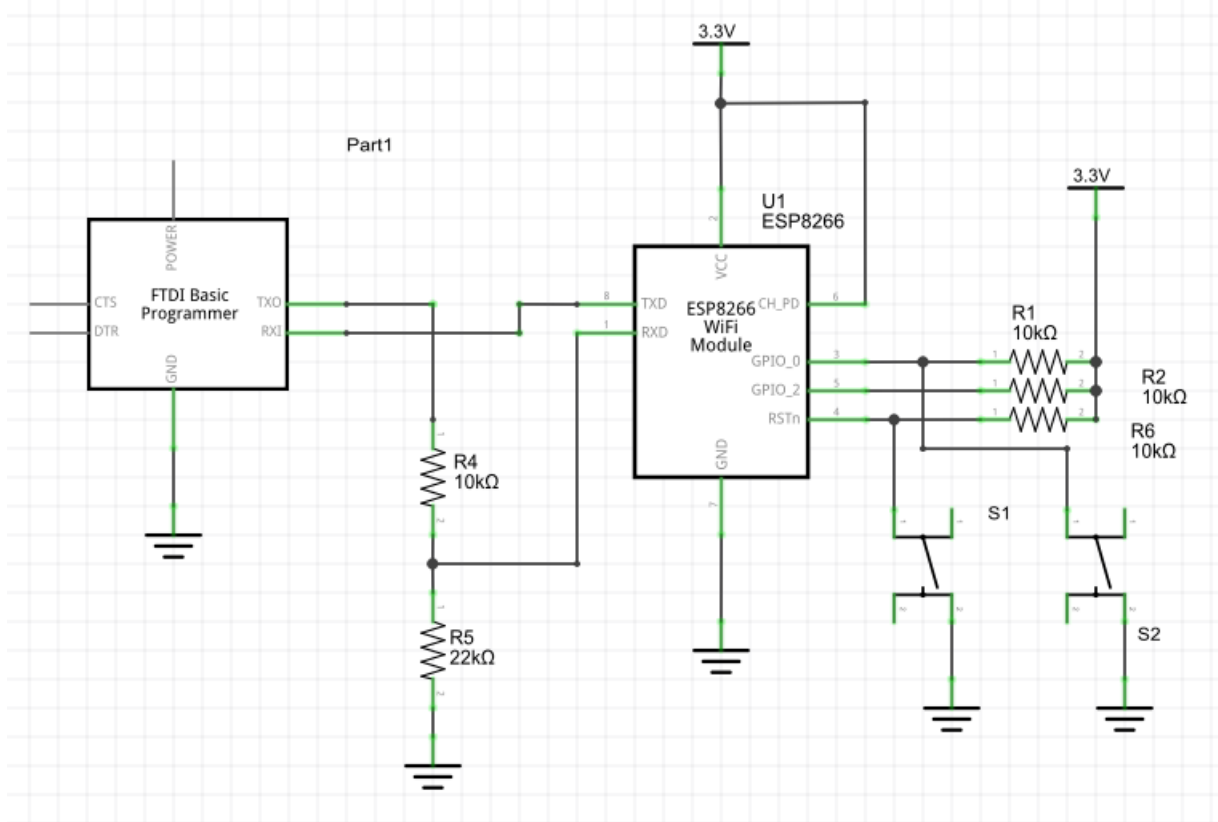 3.3V
Part1
3.3V
U1
ESP8266
2
VCC
POWER
FTDI Basic
Programmer
CTS
DTR
TXO
RXI
GND
8
1
TXD
RXD
ESP8266
WiFi
Module
CH_PD
GPIO_0
GPIO_2
RSTn
GND
6
3
5
4
7
R1
10kΩ
1
2
1
2
1
2
R2
10kΩ
R6
10kΩ
1
R4
10kΩ
2
1
R5
22kΩ
2
S1
1
1
2
2
1
1
2
2
S2